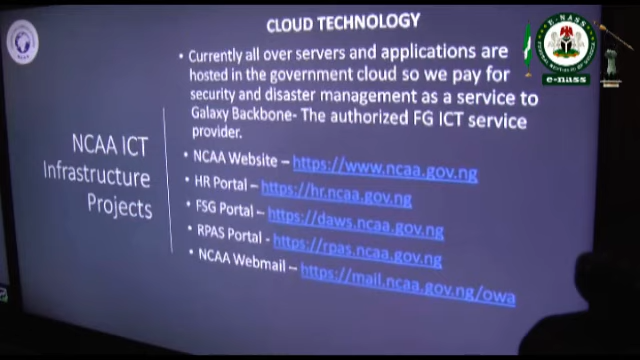 CLOUD TECHNOLOGY
• Currently all over servers and applications are
hosted in the government cloud so we pay for
security and disaster management as a service to
Galaxy Backbone- The authorized FG ICT service
provider.
• NCAA Website – https://www.ncaa.gov.ng
• HR Portal – https://hr.ncaa.gov.ng
• FSG Portal – https://daws.ncaa.gov.ng
• RPAS Portal - https://rpas.ncaa.gov.ng
• NCAA Webmail – https://mail.ncaa.gov.ng/owa
NCAA ICT
Infrastructure
Projects
E-NASS
e-nass